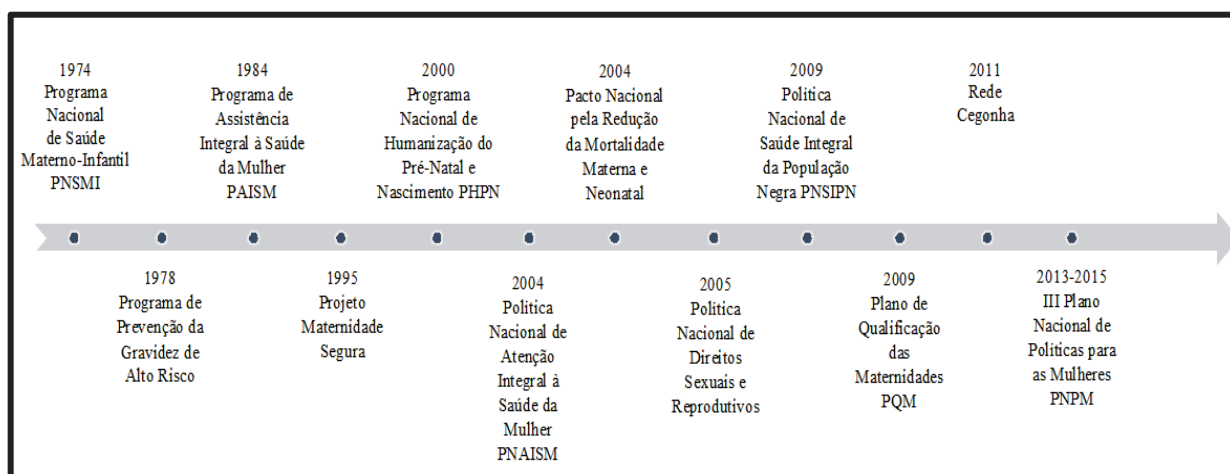 1974
Programa
Nacional
de Saúde
Materno-Infantil
PNSMI
1978
Programa de
Prevenção da
Gravidez de
Alto Risco
1984
Programa de
Assistência
Integral à Saúde
da Mulher
PAISM
1995
Projeto
Maternidade
Segura
2000
Programa
Nacional de
Humanização do
Pré-Natal e
Nascimento PHPN
2004
Política
Nacional de
Atenção
Integral à
Saúde da
Mulher
PNAISM
2004
Pacto Nacional
pela Redução
da Mortalidade
Materna e
Neonatal
2005
Política
Nacional de
Direitos
Sexuais e
Reprodutivos
2009
Política
Nacional de
Saúde Integral
da População
Negra PNSIPN
2009
Plano de
Qualificação
das
Maternidades
PQM
2011
Rede
Cegonha
2013-2015
III Plano
Nacional de
Políticas para
as Mulheres
PNPM